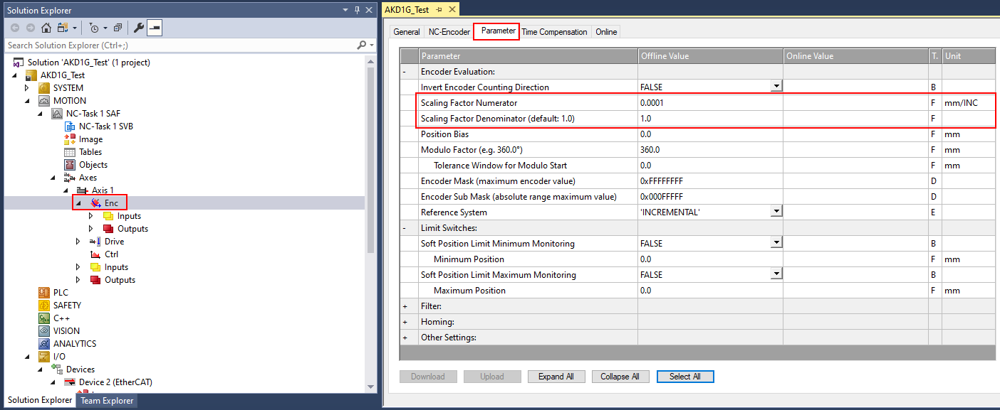 Solution Explorer
Search Solution Explorer (Ctrl+;)
Solution 'AKD1G_Test' (1 project)
AKD1G_Test
SYSTEM
MOTION
NC-Task 1 SAF
NC-Task 1 SVB
Image
Tables
Objects
Axes
Axis 1
Enc
Inputs
Outputs
Drive
Ctrl
Inputs
Outputs
PLC
SAFETY
C++
VISION
ANALYTICS
I/O
Devices
Device 2 (EtherCAT)
Solution Explorer Team Explorer
AKD1G_Test
General NC-Encoder Parameter Time Compensation Online
Parameter Offline Value Online Value T. Unit
- Encoder Evaluation:
Invert Encoder Counting Direction FALSE B
Scaling Factor Numerator 0.0001 F mm/INC
Scaling Factor Denominator (default: 1.0) 1.0 F
Position Bias 0.0 F mm
Modulo Factor (e.g. 360.0°) 360.0 F mm
Tolerance Window for Modulo Start 0.0 F mm
Encoder Mask (maximum encoder value) 0xFFFFFFFF D
Encoder Sub Mask (absolute range maximum value) 0x000FFFFF D
Reference System 'INCREMENTAL' E
- Limit Switches:
Soft Position Limit Minimum Monitoring FALSE B
Minimum Position 0.0 F mm
Soft Position Limit Maximum Monitoring FALSE B
Maximum Position 0.0 F mm
+ Filter:
+ Homing:
+ Other Settings:
Download Upload Expand All Collapse All Select All